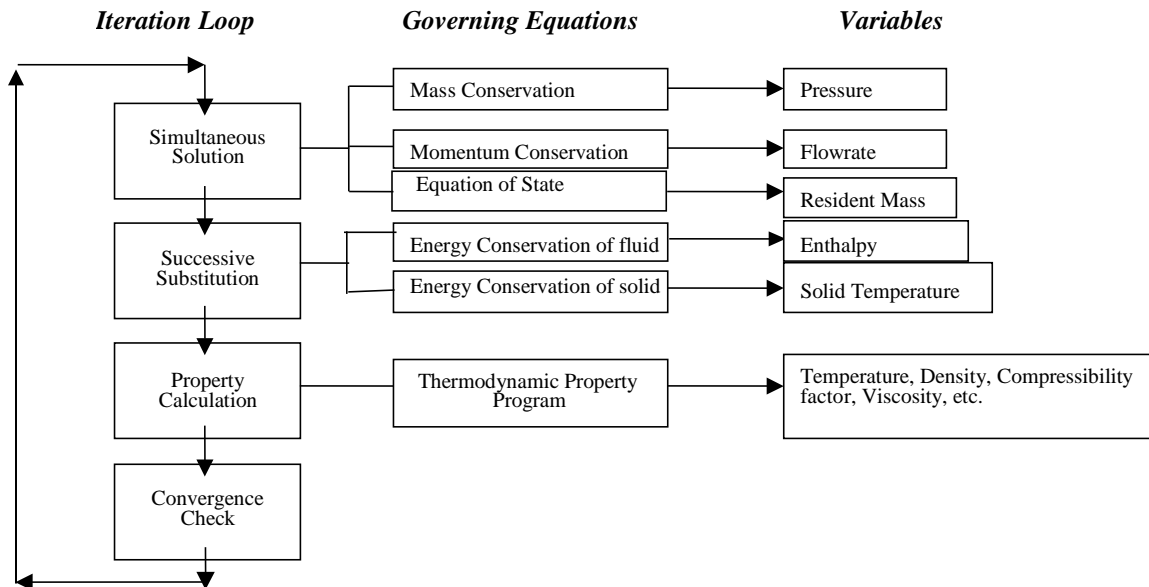 Iteration Loop
Governing Equations
Variables
Simultaneous
Solution
Mass Conservation
Pressure
Momentum Conservation
Flowrate
Equation of State
Resident Mass
Successive
Substitution
Energy Conservation of fluid
Enthalpy
Energy Conservation of solid
Solid Temperature
Property
Calculation
Thermodynamic Property
Program
Temperature, Density, Compressibility
factor, Viscosity, etc.
Convergence
Check